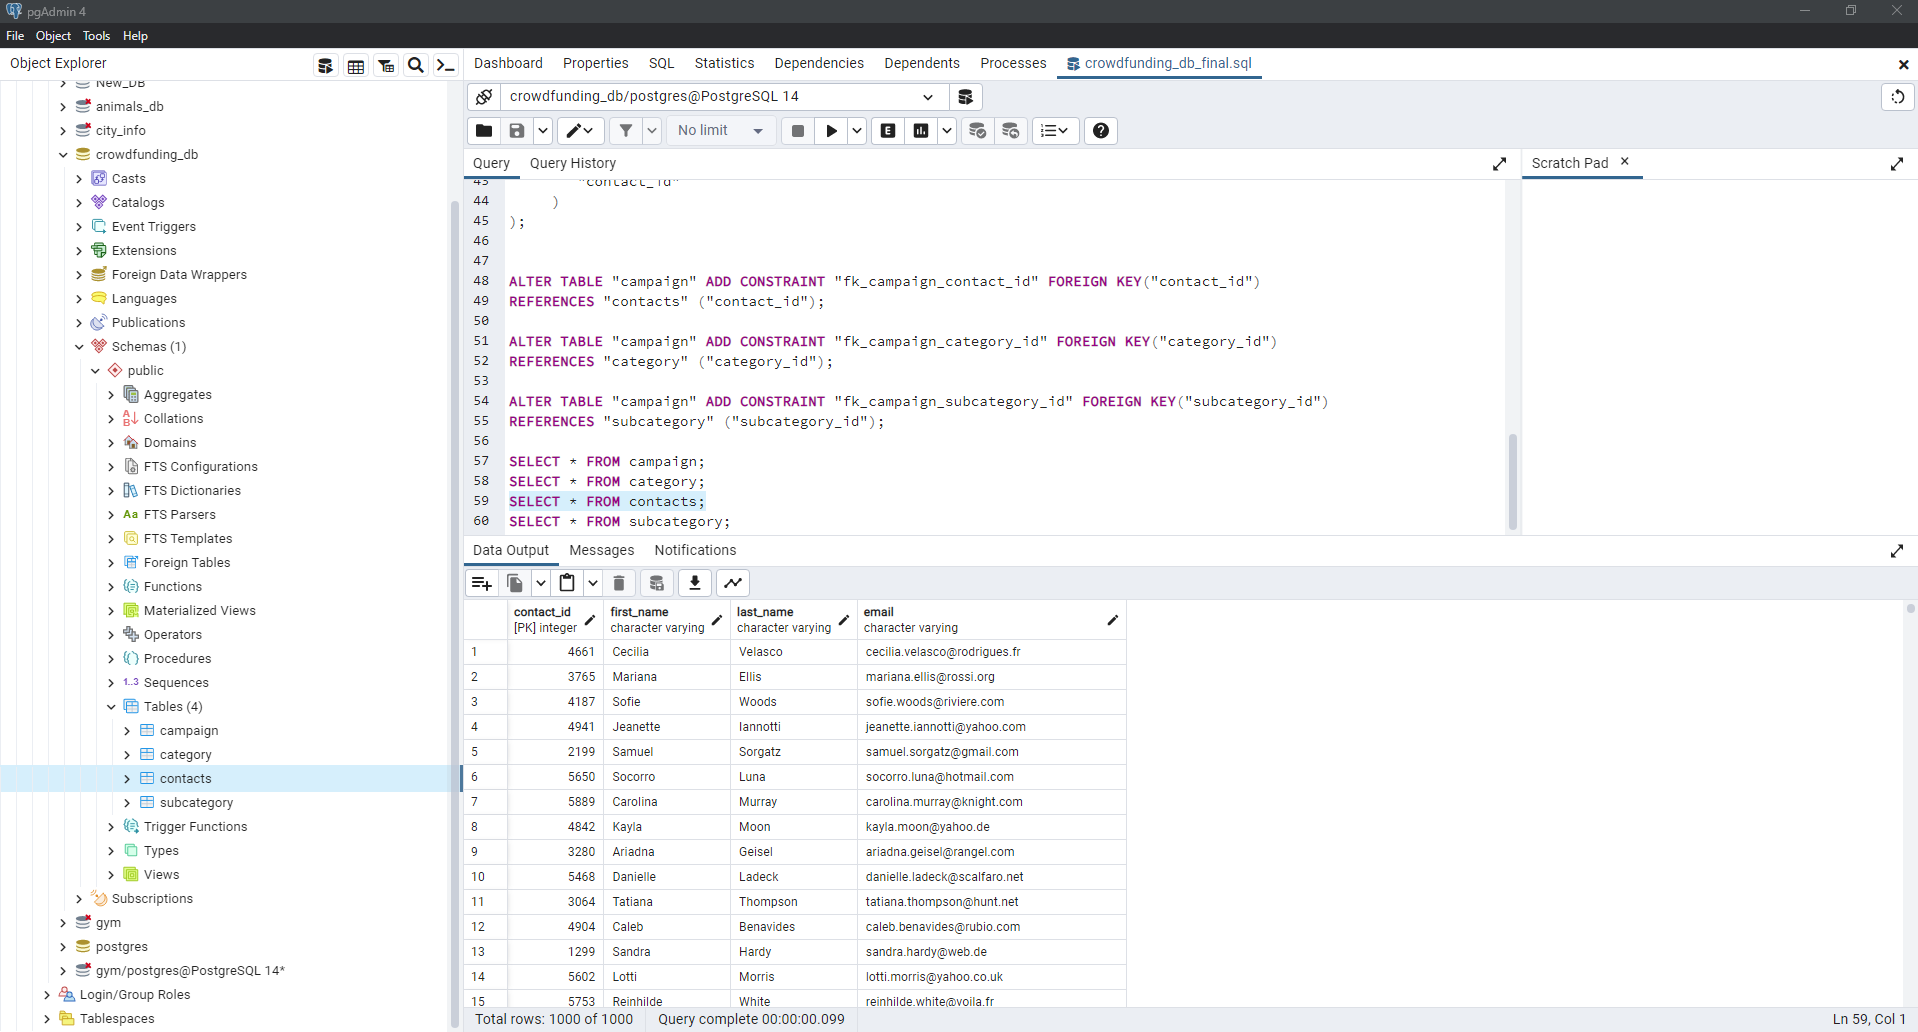 pgAdmin 4
File Object Tools Help
Object Explorer
New_DB
animals_db
city_info
crowdfunding_db
Casts
Catalogs
Event Triggers
Extensions
Foreign Data Wrappers
Languages
Publications
Schemas (1)
public
Aggregates
Collations
Domains
FTS Configurations
FTS Dictionaries
Aa FTS Parsers
FTS Templates
Foreign Tables
Functions
Materialized Views
Operators
Procedures
1..3 Sequences
Tables (4)
campaign
category
contacts
subcategory
Trigger Functions
Types
Views
Subscriptions
gym
postgres
gym/postgres@PostgreSQL 14*
Login/Group Roles
Tablespaces
Dashboard Properties SQL Statistics Dependencies Dependents Processes crowdfunding_db_final.sql
crowdfunding_db/postgres@PostgreSQL 14
No limit
Query Query History
43 "contact_id"
44 )
45 );
46
47
48 ALTER TABLE "campaign" ADD CONSTRAINT "fk_campaign_contact_id" FOREIGN KEY("contact_id")
49 REFERENCES "contacts" ("contact_id");
50
51 ALTER TABLE "campaign" ADD CONSTRAINT "fk_campaign_category_id" FOREIGN KEY("category_id")
52 REFERENCES "category" ("category_id");
53
54 ALTER TABLE "campaign" ADD CONSTRAINT "fk_campaign_subcategory_id" FOREIGN KEY("subcategory_id")
55 REFERENCES "subcategory" ("subcategory_id");
56
57 SELECT * FROM campaign;
58 SELECT * FROM category;
59 SELECT * FROM contacts;
60 SELECT * FROM subcategory;
Scratch Pad
Data Output Messages Notifications
contact_id first_name last_name email
[PK] integer character varying character varying character varying
1 4661 Cecilia Velasco cecilia.velasco@rodrigues.fr
2 3765 Mariana Ellis mariana.ellis@rossi.org
3 4187 Sofie Woods sofie.woods@riviere.com
4 4941 Jeanette Iannotti jeanette.iannotti@yahoo.com
5 2199 Samuel Sorgatz samuel.sorgatz@gmail.com
6 5650 Socorro Luna socorro.luna@hotmail.com
7 5889 Carolina Murray carolina.murray@knight.com
8 4842 Kayla Moon kayla.moon@yahoo.de
9 3280 Ariadna Geisel ariadna.geisel@rangel.com
10 5468 Danielle Ladeck danielle.ladeck@scalfaro.net
11 3064 Tatiana Thompson tatiana.thompson@hunt.net
12 4904 Caleb Benavides caleb.benavides@rubio.com
13 1299 Sandra Hardy sandra.hardy@web.de
14 5602 Lotti Morris lotti.morris@yahoo.co.uk
15 5753 Reinhilde White reinhilde.white@voila.fr
Total rows: 1000 of 1000 Query complete 00:00:00.099 Ln 59, Col 1